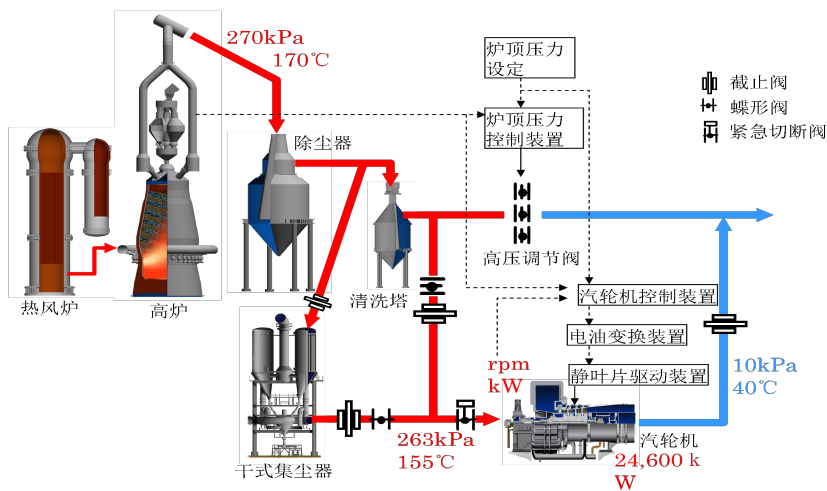 270kPa
170℃
炉顶压力
设定
截止阀
蝶形阀
紧急切断阀
炉顶压力
控制装置
除尘器
高压调节阀
清洗塔
热风炉
高炉
汽轮机控制装置
电油变换装置
静叶片驱动装置
rpm
kW
10kPa
40℃
263kPa
155℃
干式集尘器
汽轮机
24,600 k
W